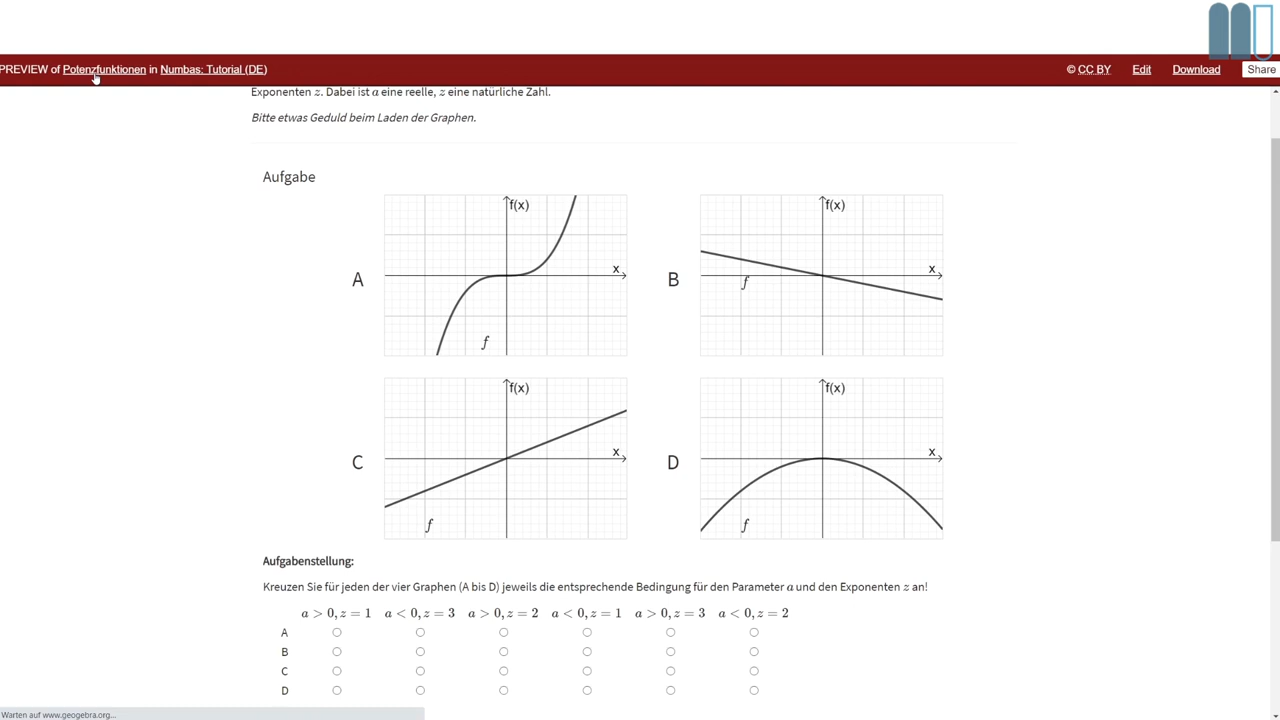 PREVIEW of Potenzfunktionen in Numbas: Tutorial (DE)
© CC BY Edit Download Share
Exponenten z. Dabei ist a eine reelle, z eine natürliche Zahl.
Bitte etwas Geduld beim Laden der Graphen.
Aufgabe
A
f(x)
x
f
B
f(x)
x
f
C
f(x)
x
f
D
f(x)
x
f
Aufgabenstellung:
Kreuzen Sie für jeden der vier Graphen (A bis D) jeweils die entsprechende Bedingung für den Parameter a und den Exponenten z an!
a > 0, z = 1 a < 0, z = 3 a > 0, z = 2 a < 0, z = 1 a > 0, z = 3 a < 0, z = 2
A
B
C
D
Warten auf www.geogebra.org...